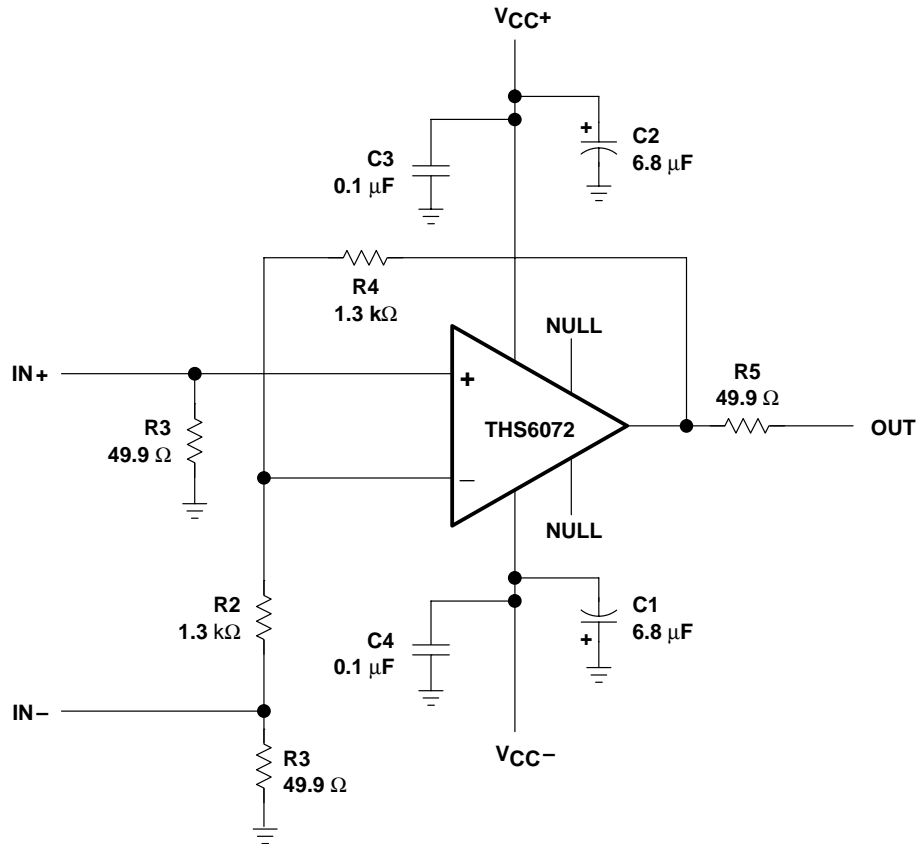 VCC+
C3
0.1 µF
C2
6.8 µF
+
R4
1.3 kΩ
NULL
IN+
+
R5
49.9 Ω
R3
49.9 Ω
THS6072
OUT
–
NULL
R2
1.3 kΩ
C4
0.1 µF
C1
6.8 µF
+
IN–
VCC–
R3
49.9 Ω